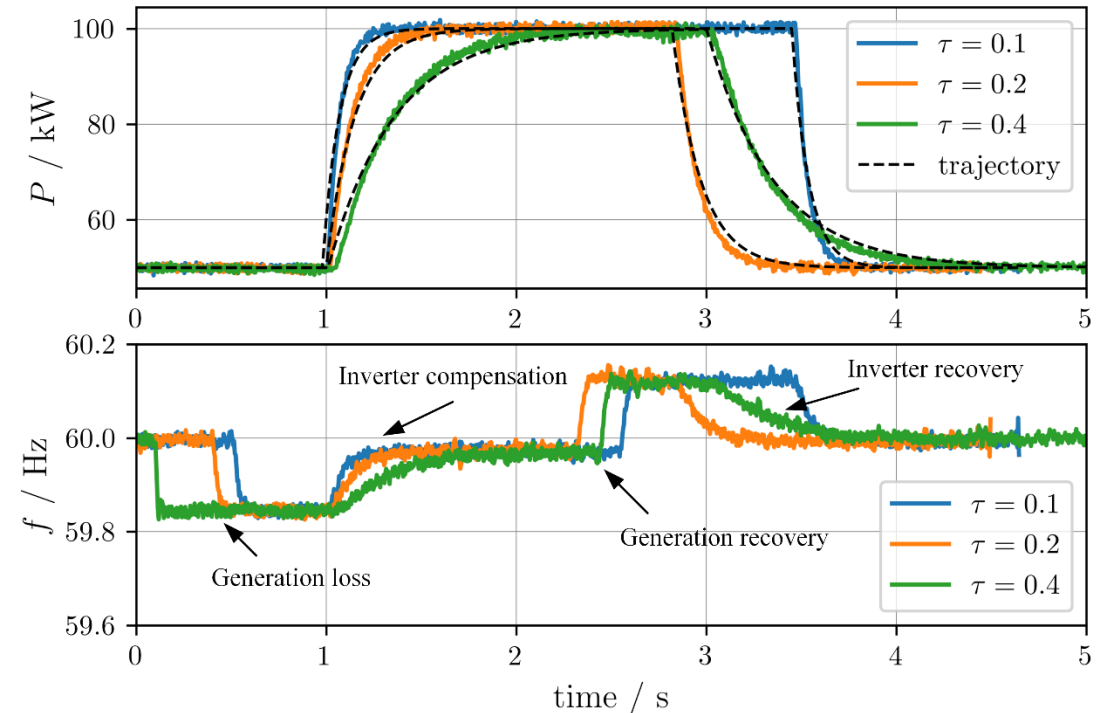 P / kW
100
80
60
τ = 0.1
τ = 0.2
τ = 0.4
trajectory
0 1 2 3 4 5
f / Hz
60.2
60.0
59.8
59.6
Inverter compensation
Inverter recovery
Generation loss
Generation recovery
τ = 0.1
τ = 0.2
τ = 0.4
0 1 2 3 4 5
time / s